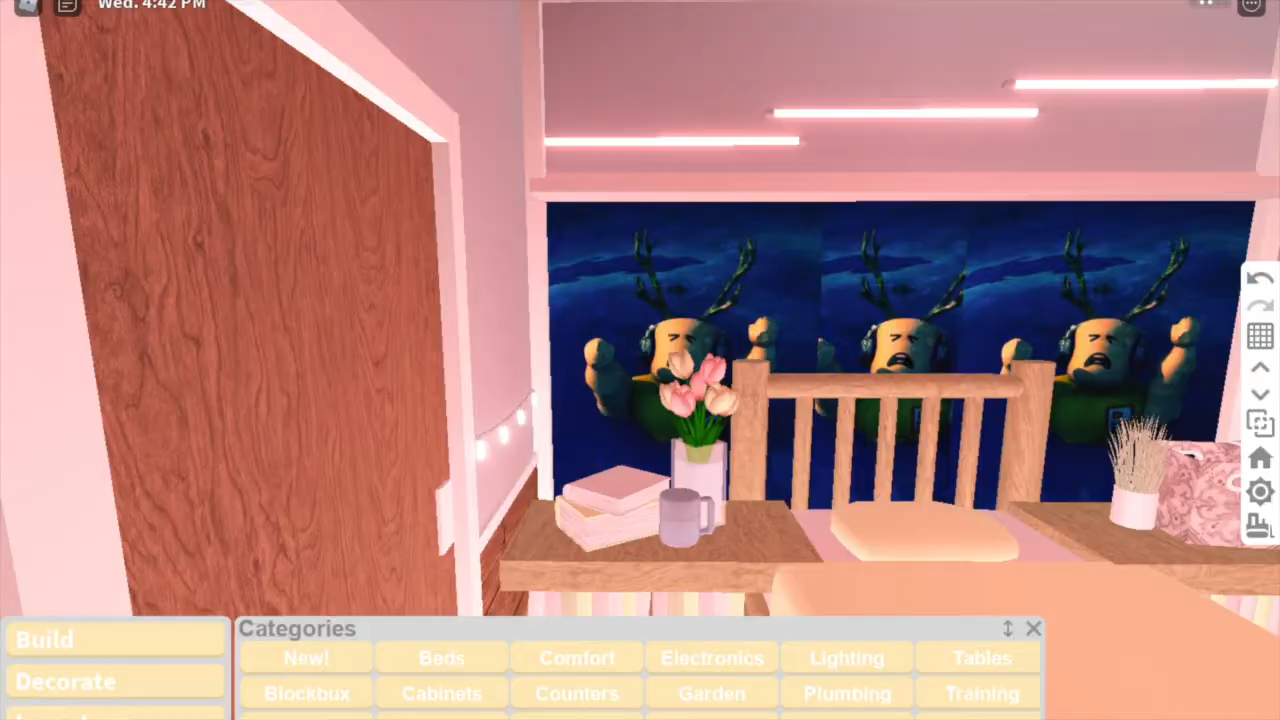 Wed. 4:42 PM
Build
Decorate
Categories
New! Beds Comfort Electronics Lighting Tables
Blockbux Cabinets Counters Garden Plumbing Training